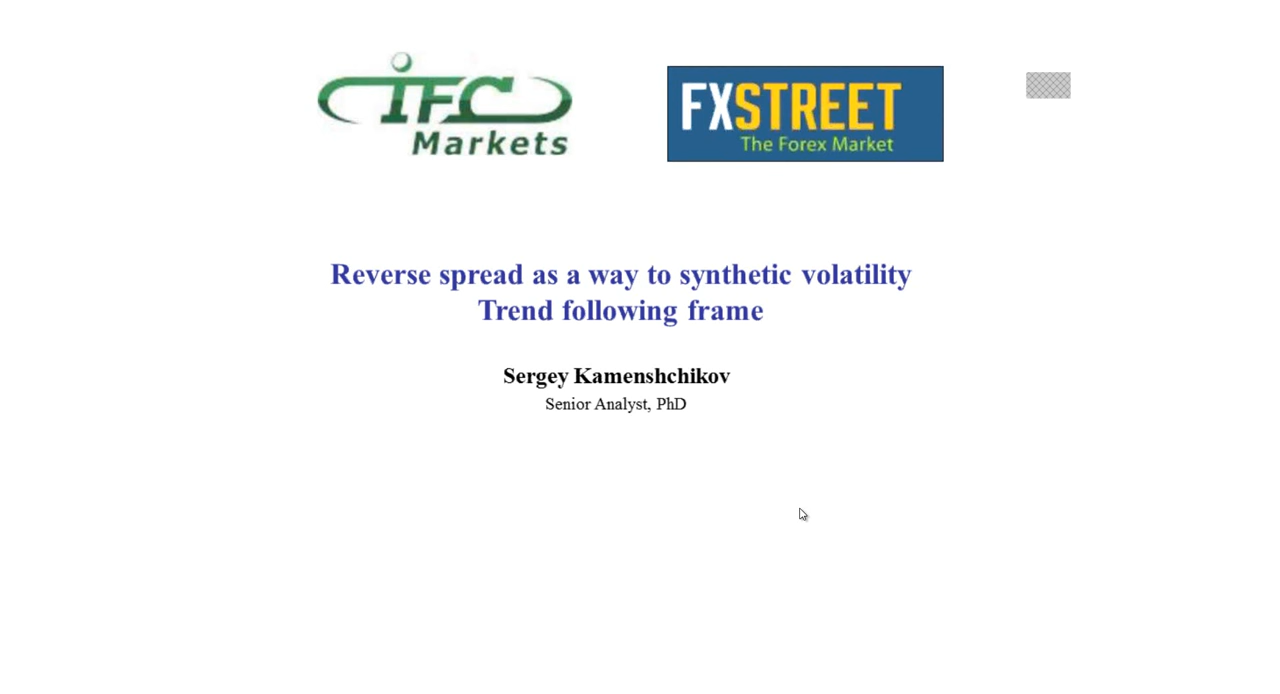 IFC
Markets
FXSTREET
The Forex Market
Reverse spread as a way to synthetic volatility
Trend following frame
Sergey Kamenshchikov
Senior Analyst, PhD